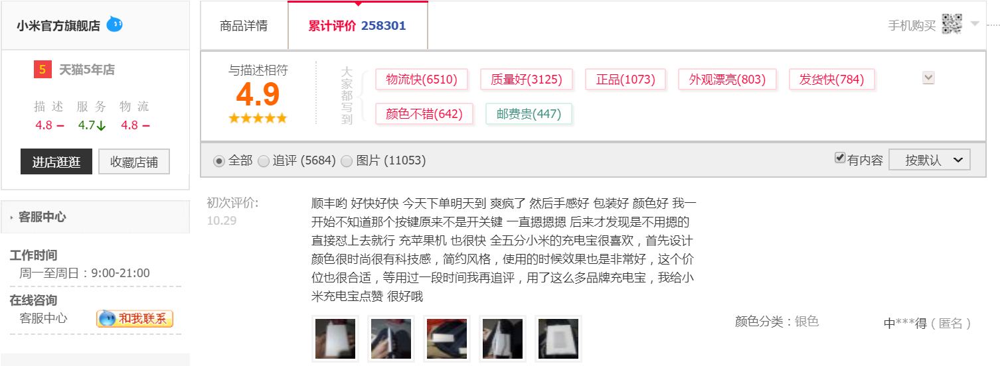 小米官方旗舰店
5 天猫5年店
描述 服务 物流
4.8 4.7 4.8
进店逛逛 收藏店铺
客服中心
工作时间
周一至周日：9:00-21:00
在线咨询
客服中心 和我联系
商品详情 累计评价 258301 手机购买
与描述相符
4.9
大家都写到
物流快(6510) 质量好(3125) 正品(1073) 外观漂亮(803) 发货快(784)
颜色不错(642) 邮费贵(447)
全部 追评 (5684) 图片 (11053) 有内容 按默认
初次评价:
10.29
顺丰哟 好快好快 今天下单明天到 爽疯了 然后手感好 包装好 颜色好 我一
开始不知道那个按键原来不是开关键 一直摁摁摁 后来才发现是不用摁的
直接怼上去就行 充苹果机 也很快 全五分小米的充电宝很喜欢，首先设计
颜色很时尚很有科技感，简约风格，使用的时候效果也是非常好，这个价
位也很合适，等用过一段时间我再追评，用了这么多品牌充电宝，我给小
米充电宝点赞 很好哦
颜色分类：银色 中***得（匿名）